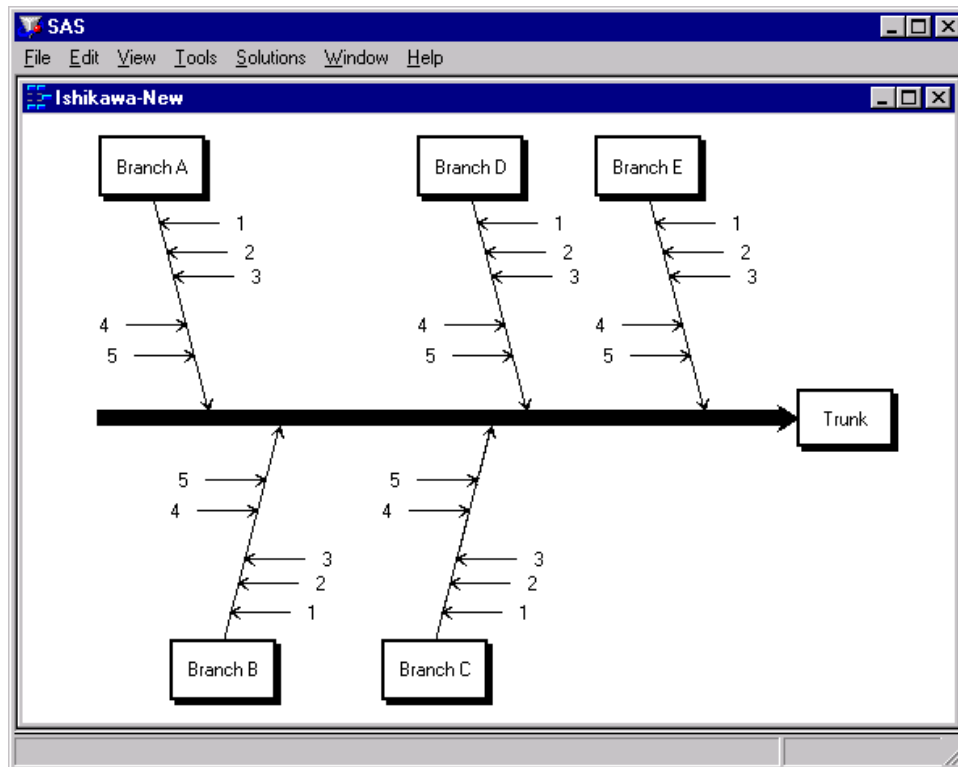 SAS
File Edit View Tools Solutions Window Help
Ishikawa-New
Branch A Branch D Branch E
1 1 1
2 2 2
3 3 3
4 4 4
5 5 5
Trunk
5 5
4 4
3 3
2 2
1 1
Branch B Branch C